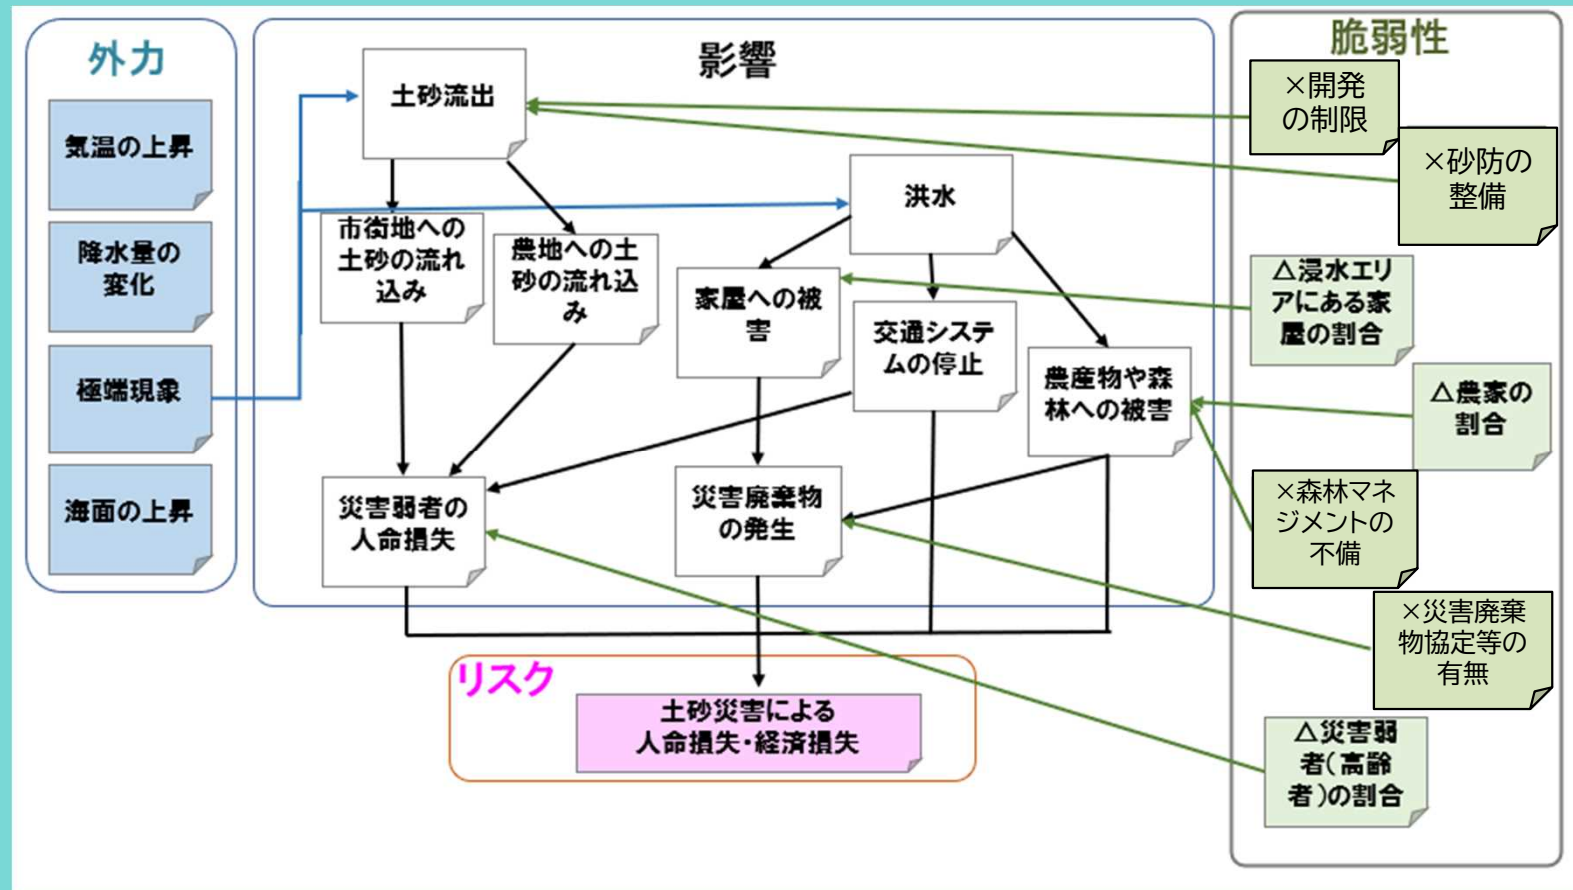 外力
気温の上昇
降水量の
変化
極端現象
海面の上昇
影響
土砂流出
洪水
市街地への
土砂の流れ
込み
農地への土
砂の流れ込
み
家屋への被
害
交通システ
ムの停止
農産物や森
林への被害
災害弱者の
人命損失
災害廃棄物
の発生
リスク
土砂災害による
人命損失・経済損失
脆弱性
×開発
の制限
×砂防の
整備
△浸水エリ
アにある家
屋の割合
△農家の
割合
×森林マネ
ジメントの
不備
×災害廃棄
物協定等の
有無
△災害弱
者(高齢
者)の割合